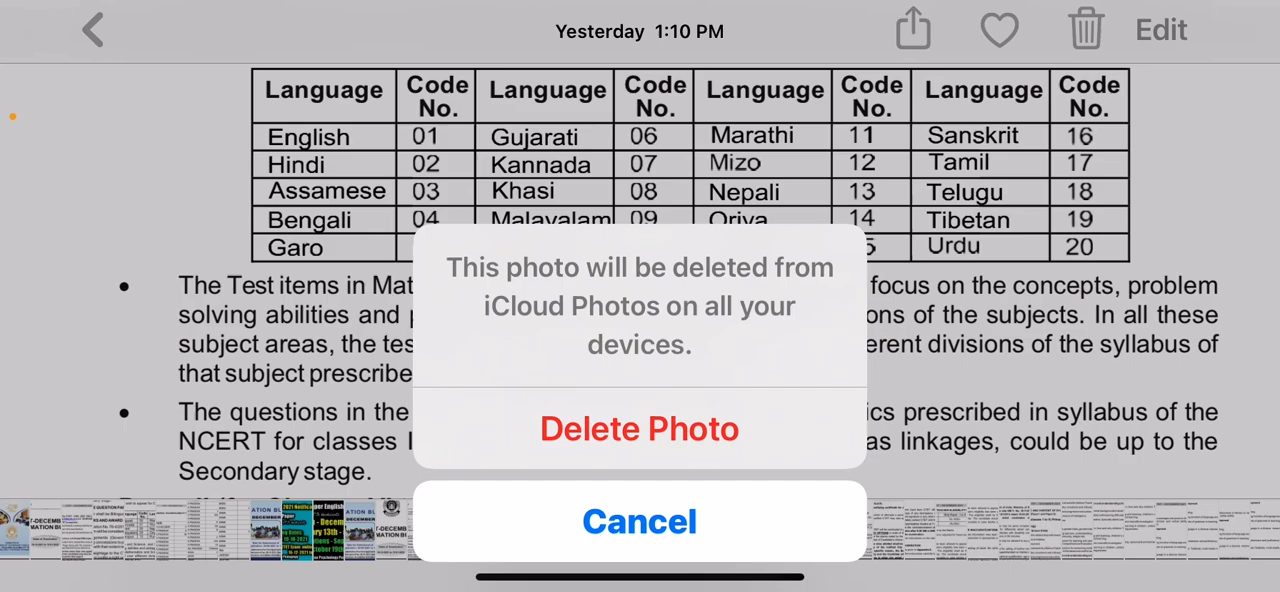 Yesterday 1:10 PM
Edit
Language Code No. Language Code No. Language Code No. Language Code No.
English 01 Gujarati 06 Marathi 11 Sanskrit 16
Hindi 02 Kannada 07 Mizo 12 Tamil 17
Assamese 03 Khasi 08 Nepali 13 Telugu 18
Bengali 04 Malayalam 09 Oriya 14 Tibetan 19
Garo Urdu 20
• The Test items in Mat focus on the concepts, problem
solving abilities and ons of the subjects. In all these
subject areas, the tes erent divisions of the syllabus of
that subject prescribe
• The questions in the ics prescribed in syllabus of the
NCERT for classes as linkages, could be up to the
Secondary stage.
This photo will be deleted from
iCloud Photos on all your
devices.
Delete Photo
Cancel